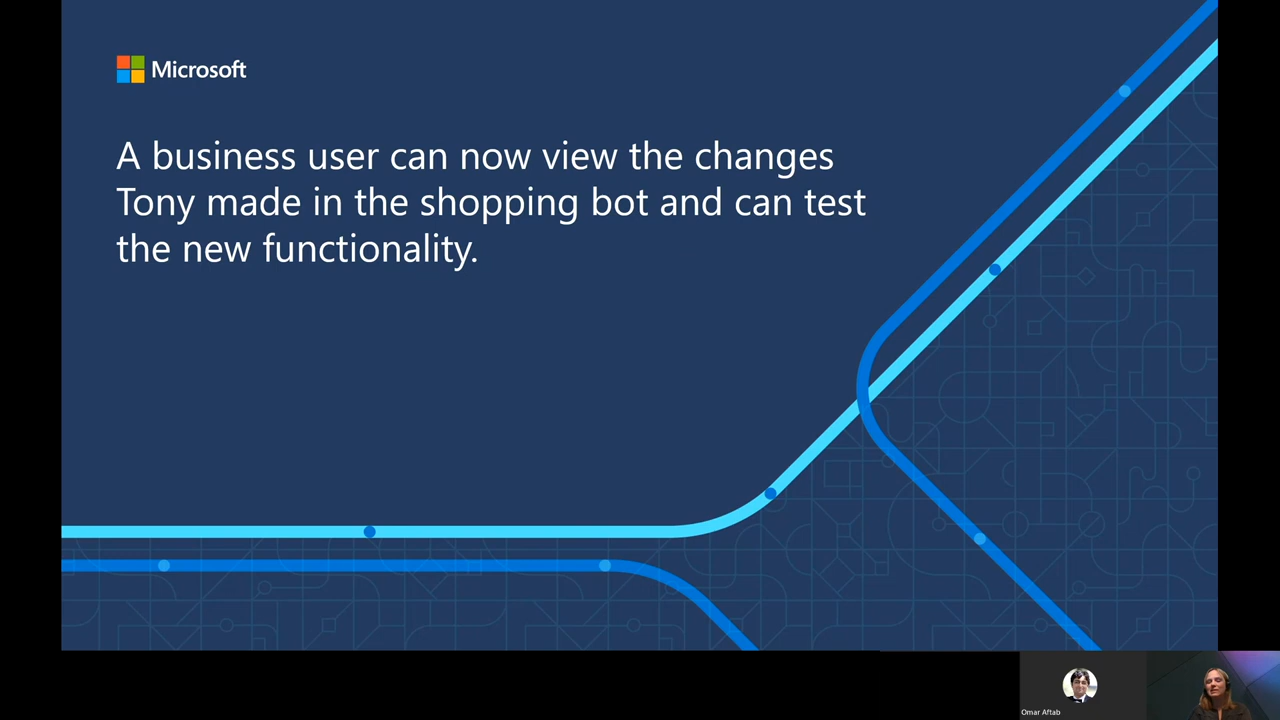 Microsoft
A business user can now view the changes
Tony made in the shopping bot and can test
the new functionality.
Omar Aftab